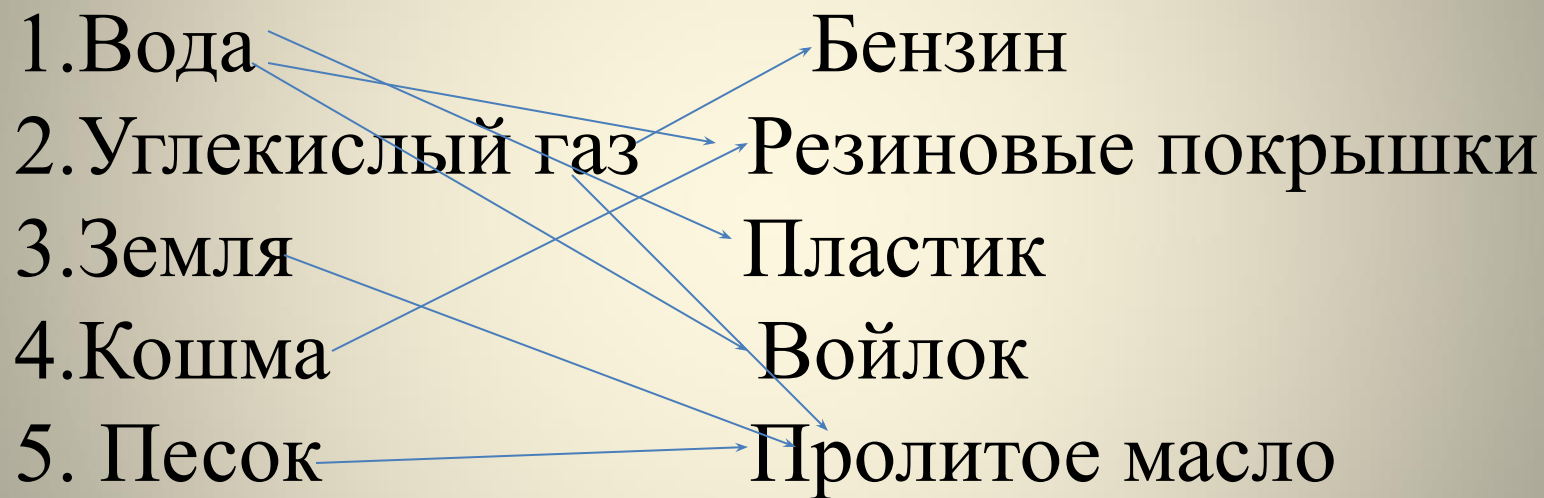 1.Вода Бензин
2.Углекислый газ Резиновые покрышки
3.Земля Пластик
4.Кошма Войлок
5. Песок Пролитое масло